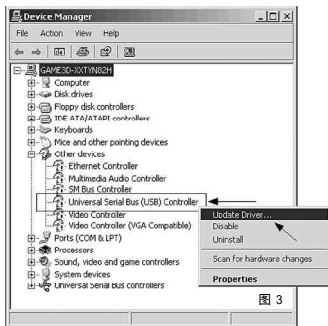 Device Manager
File Action View Help
GAME3D-XXTYN82H
Computer
Disk drives
Floppy disk controllers
IDE ATA/ATAPI controllers
Keyboards
Mice and other pointing devices
Other devices
Ethernet Controller
Multimedia Audio Controller
SM Bus Controller
Universal Serial Bus (USB) Controller
Video Controller
Video Controller (VGA Compatible)
Ports (COM & LPT)
Processors
Sound, video and game controllers
System devices
Universal Serial Bus controllers
Update Driver...
Disable
Uninstall
Scan for hardware changes
Properties
图 3